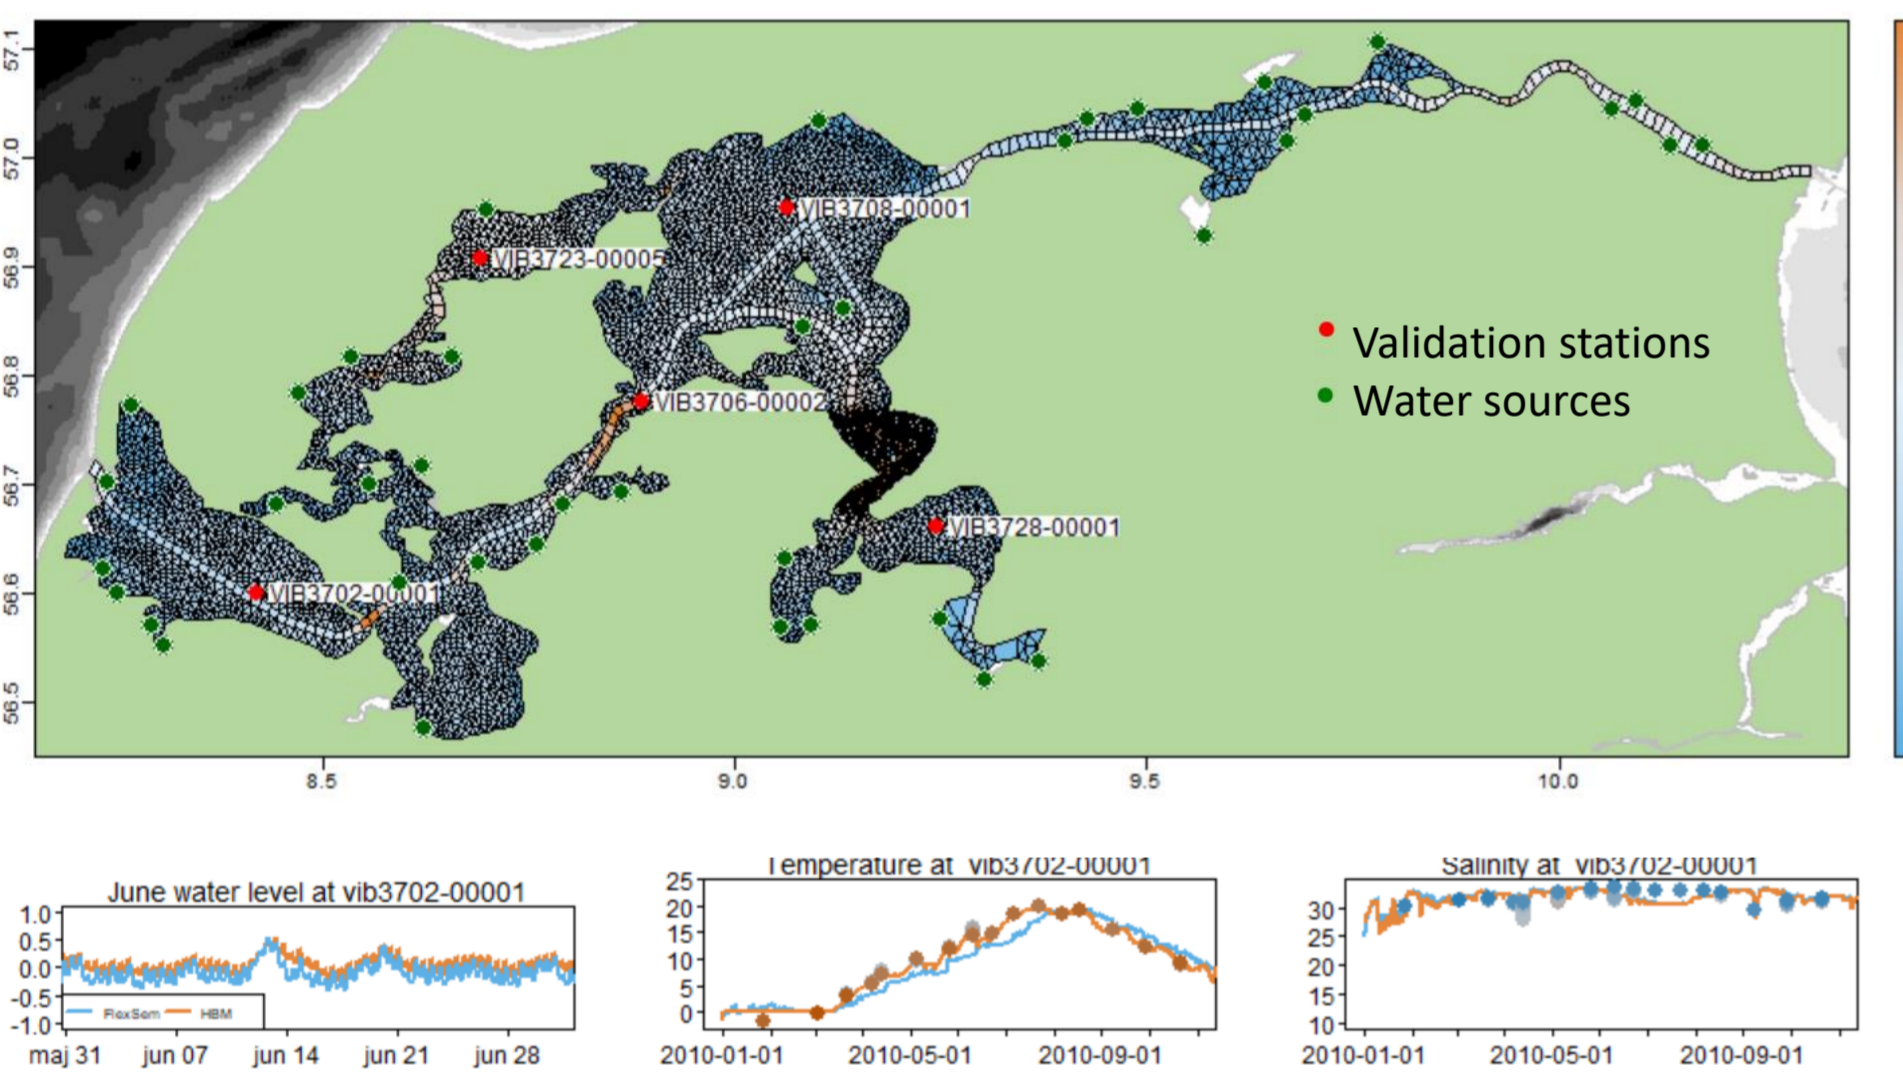 57.1
57.0
56.9
56.8
56.7
56.6
56.5
VIB3708-00001
VIB3723-00005
Validation stations
Water sources
VIB3706-00002
VIB3728-00001
VIB3702-00001
8.5 9.0 9.5 10.0
June water level at vib3702-00001
1.0
0.5
0.0
-0.5
-1.0
FlexSem HBM
maj 31 jun 07 jun 14 jun 21 jun 28
Temperature at vib3702-00001
25
20
15
10
5
0
2010-01-01 2010-05-01 2010-09-01
Salinity at vib3702-00001
30
25
20
15
10
2010-01-01 2010-05-01 2010-09-01